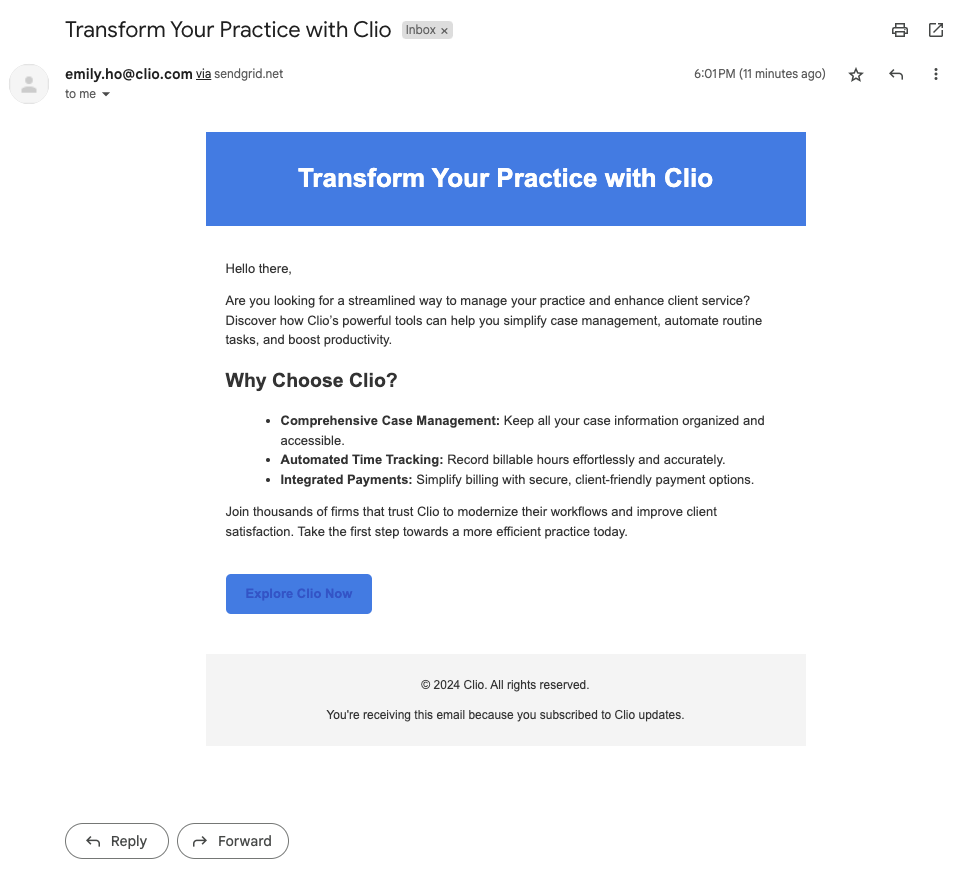 Transform Your Practice with Clio Inbox ×
emily.ho@clio.com via sendgrid.net 6:01 PM (11 minutes ago)
to me
Transform Your Practice with Clio
Hello there,
Are you looking for a streamlined way to manage your practice and enhance client service?
Discover how Clio’s powerful tools can help you simplify case management, automate routine
tasks, and boost productivity.
Why Choose Clio?
• Comprehensive Case Management: Keep all your case information organized and
accessible.
• Automated Time Tracking: Record billable hours effortlessly and accurately.
• Integrated Payments: Simplify billing with secure, client-friendly payment options.
Join thousands of firms that trust Clio to modernize their workflows and improve client
satisfaction. Take the first step towards a more efficient practice today.
Explore Clio Now
© 2024 Clio. All rights reserved.
You're receiving this email because you subscribed to Clio updates.
Reply Forward